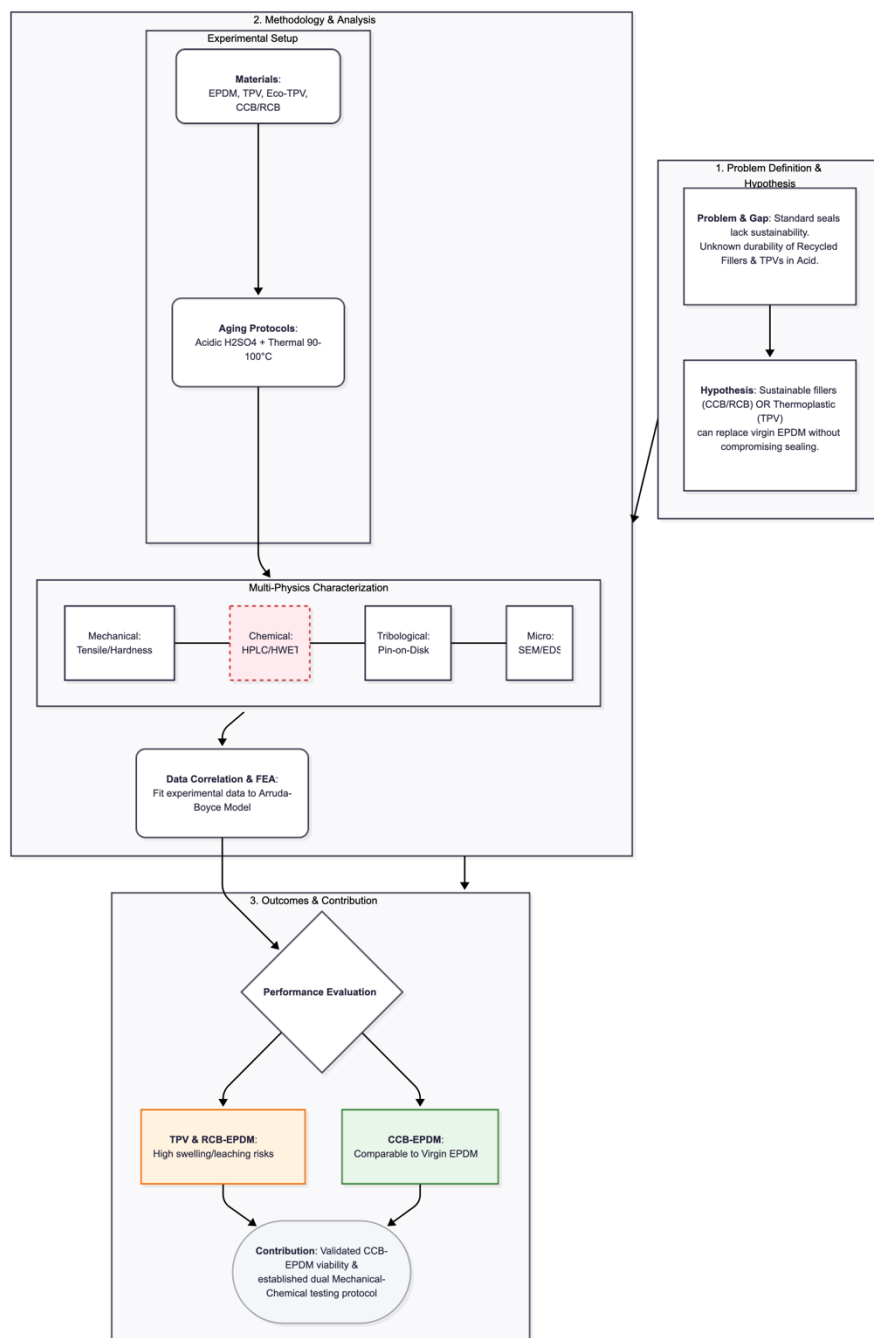 2. Methodology & Analysis
Experimental Setup
Materials:
EPDM, TPV, Eco-TPV,
CCB/RCB
Aging Protocols:
Acidic H2SO4 + Thermal 90-
100°C
1. Problem Definition &
Hypothesis
Problem & Gap: Standard seals
lack sustainability.
Unknown durability of Recycled
Fillers & TPVs in Acid.
Hypothesis: Sustainable fillers
(CCB/RCB) OR Thermoplastic
(TPV)
can replace virgin EPDM without
compromising sealing.
Multi-Physics Characterization
Mechanical:
Tensile/Hardness
Chemical:
HPLC/HWET
Tribological:
Pin-on-Disk
Micro:
SEM/EDS
Data Correlation & FEA:
Fit experimental data to Arruda-
Boyce Model
3. Outcomes & Contribution
Performance Evaluation
TPV & RCB-EPDM:
High swelling/leaching risks
CCB-EPDM:
Comparable to Virgin EPDM
Contribution: Validated CCB-
EPDM viability &
established dual Mechanical-
Chemical testing protocol